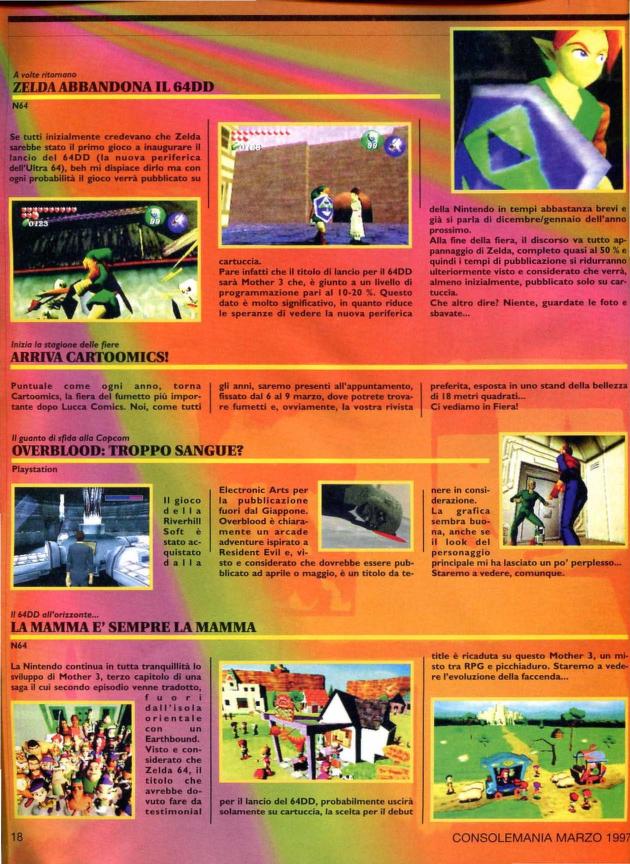 A volte ritornano
ZELDA ABBANDONA IL 64DD
N64
Se tutti inizialmente credevano che Zelda
sarebbe stato il primo gioco a inaugurare il
lancio del 64DD (la nuova periferica
dell'Ultra 64), beh mi dispiace dirlo ma con
ogni probabilità il gioco verrà pubblicato su
cartuccia.
Pare infatti che il titolo di lancio per il 64DD
sarà Mother 3 che, è giunto a un livello di
programmazione pari al 10-20 %. Questo
dato è molto significativo, in quanto riduce
le speranze di vedere la nuova periferica
della Nintendo in tempi abbastanza brevi e
già si parla di dicembre/gennaio dell'anno
prossimo.
Alla fine della fiera, il discorso va tutto ap-
pannaggio di Zelda, completo quasi al 50 % e
quindi i tempi di pubblicazione si ridurranno
ulteriormente visto e considerato che verrà,
almeno inizialmente, pubblicato solo su car-
tuccia.
Che altro dire? Niente, guardate le foto e
sbavate...
0123
99
99
Inizia la stagione delle fiere
ARRIVA CARTOOMICS!
Puntuale come ogni anno, torna
Cartoomics, la fiera del fumetto più impor-
tante dopo Lucca Comics. Noi, come tutti
gli anni, saremo presenti all'appuntamento,
fissato dal 6 al 9 marzo, dove potrete trova-
re fumetti e, ovviamente, la vostra rivista
preferita, esposta in uno stand della bellezza
di 18 metri quadrati...
Ci vediamo in Fiera!
Il guanto di sfida alla Capcom
OVERBLOOD: TROPPO SANGUE?
Playstation
Il gioco
della
Riverhill
Soft è
stato ac-
quistato
dalla
Electronic Arts per
la pubblicazione
fuori dal Giappone.
Overblood è chiara-
mente un arcade
adventure ispirato a
Resident Evil e, vi-
sto e considerato che dovrebbe essere pub-
blicato ad aprile o maggio, è un titolo da te-
nere in consi-
derazione.
La grafica
sembra buo-
na, anche se
il look del
personaggio
principale mi ha lasciato un po' perplesso...
Staremo a vedere, comunque.
Il 64DD all'orizzonte...
LA MAMMA E' SEMPRE LA MAMMA
N64
La Nintendo continua in tutta tranquillità lo
sviluppo di Mother 3, terzo capitolo di una
saga il cui secondo episodio venne tradotto,
fuori
dall'isola
orientale
con un
Earthbound.
Visto e con-
siderato che
Zelda 64, il
titolo che
avrebbe do-
vuto fare da
testimonial
per il lancio del 64DD, probabilmente uscirà
solamente su cartuccia, la scelta per il debut
title è ricaduta su questo Mother 3, un mi-
sto tra RPG e picchiaduro. Staremo a vede-
re l'evoluzione della faccenda...
18
CONSOLEMANIA MARZO 1997